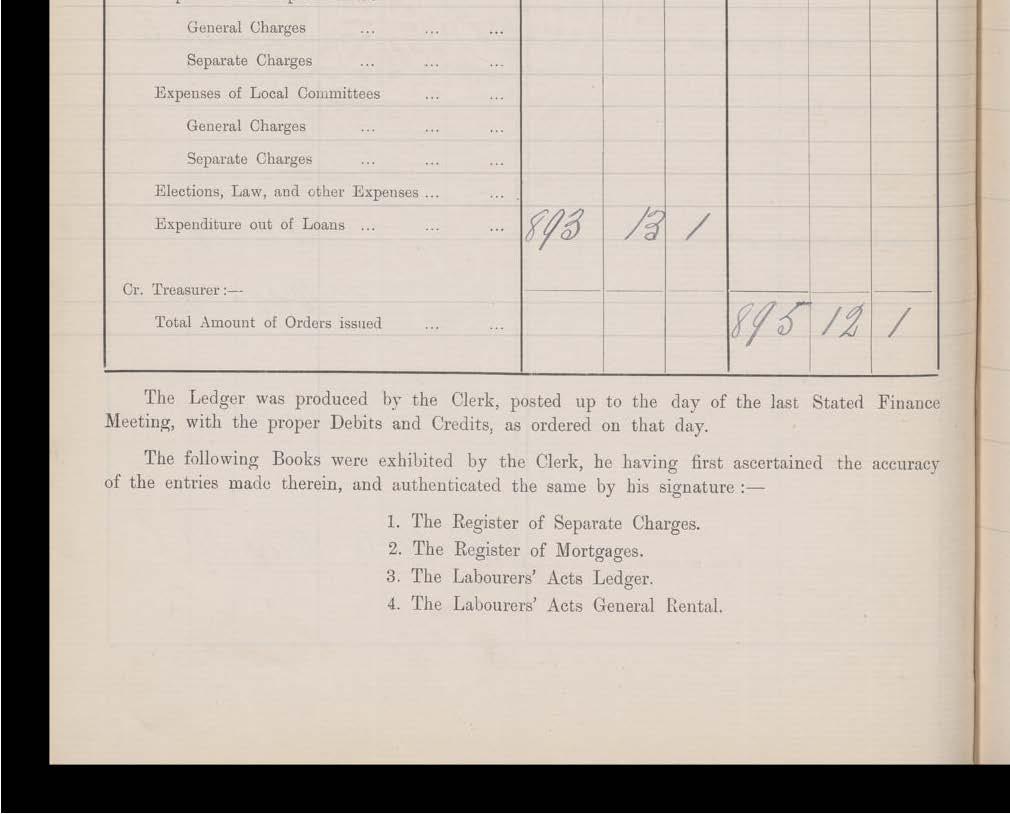 General Charges ... ... ...
Separate Charges ... ... ...
Expenses of Local Committees ... ...
General Charges ... ... ...
Separate Charges ... ... ...
Elections, Law, and other Expenses ... ...
Expenditure out of Loans ... ... ... 893 13 1
Cr. Treasurer :—
Total Amount of Orders issued ... ... 895 12 1
The Ledger was produced by the Clerk, posted up to the day of the last Stated Finance
Meeting, with the proper Debits and Credits, as ordered on that day.
The following Books were exhibited by the Clerk, he having first ascertained the accuracy
of the entries made therein, and authenticated the same by his signature :—
1. The Register of Separate Charges.
2. The Register of Mortgages.
3. The Labourers' Acts Ledger.
4. The Labourers' Acts General Rental.